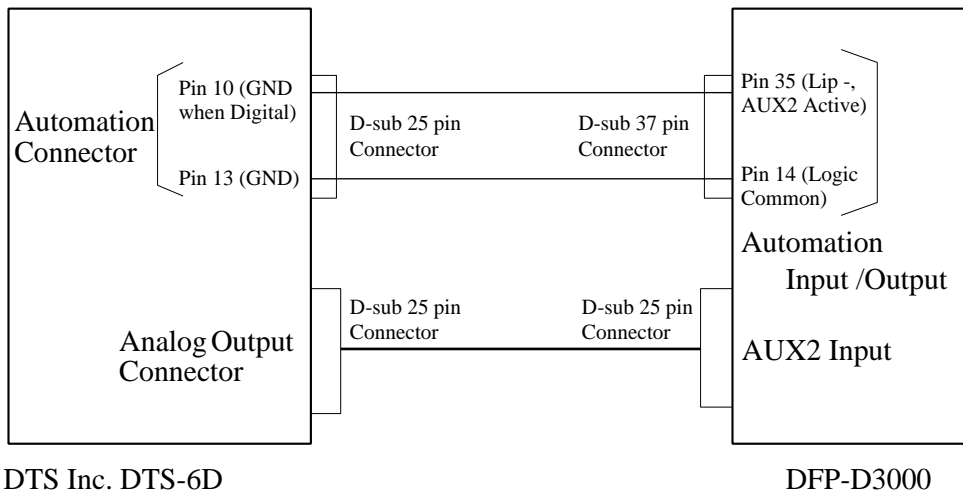 Automation
Connector
Pin 10 (GND
when Digital)
Pin 13 (GND)
D-sub 25 pin
Connector
D-sub 37 pin
Connector
Pin 35 (Lip -,
AUX2 Active)
Pin 14 (Logic
Common)
Automation
Input /Output
Analog Output
Connector
D-sub 25 pin
Connector
D-sub 25 pin
Connector
AUX2 Input
DTS Inc. DTS-6D
DFP-D3000